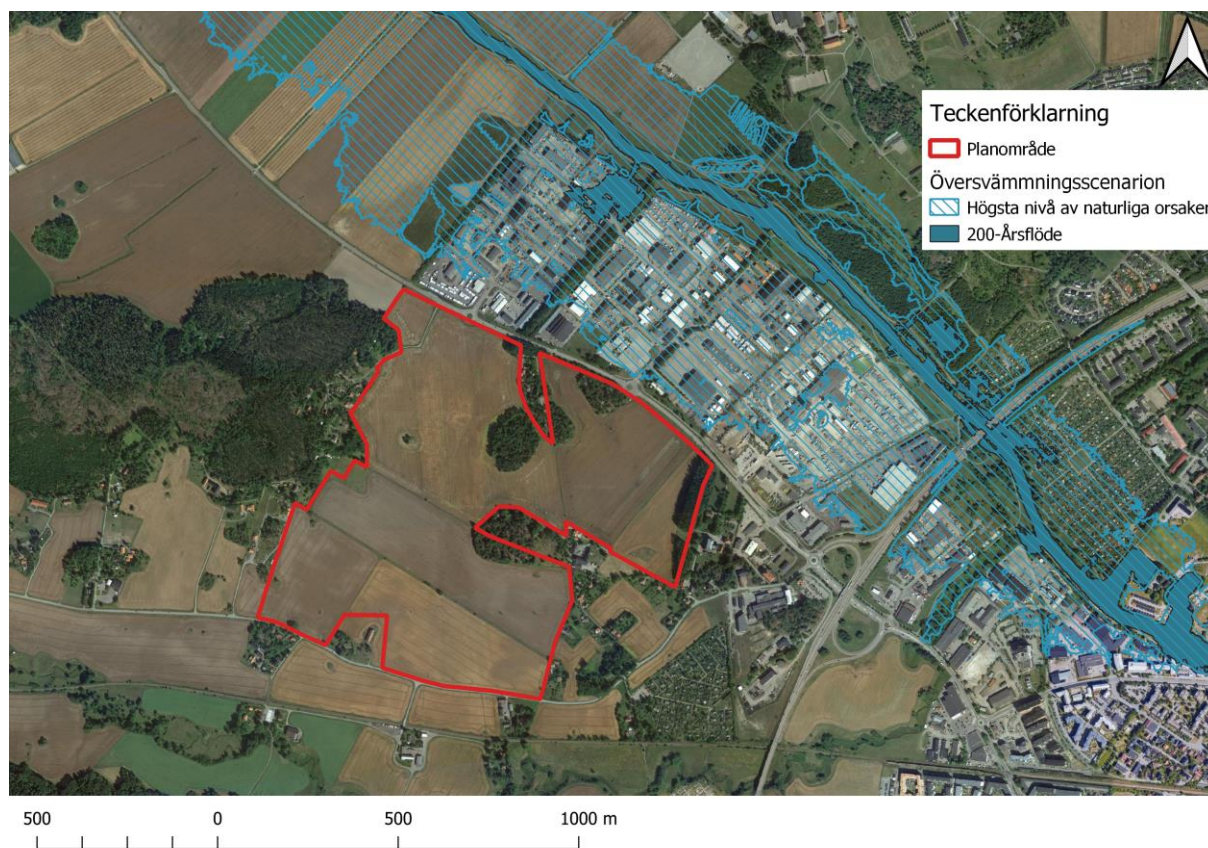 Teckenförklarning
Planområde
Översvämmningsscenarion
Högsta nivå av naturliga orsaker
200-Årsflöde
500 0 500 1000 m